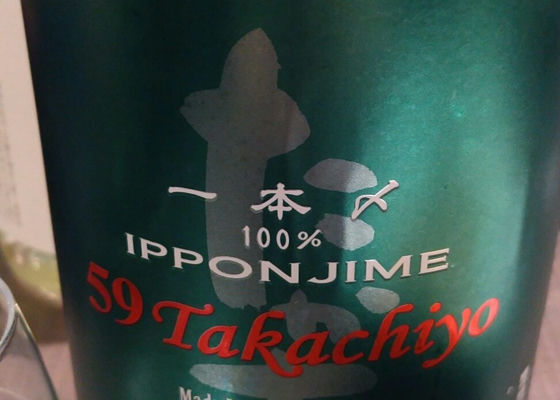 一本〆
100%
IPPONJIME
59 Takachiyo